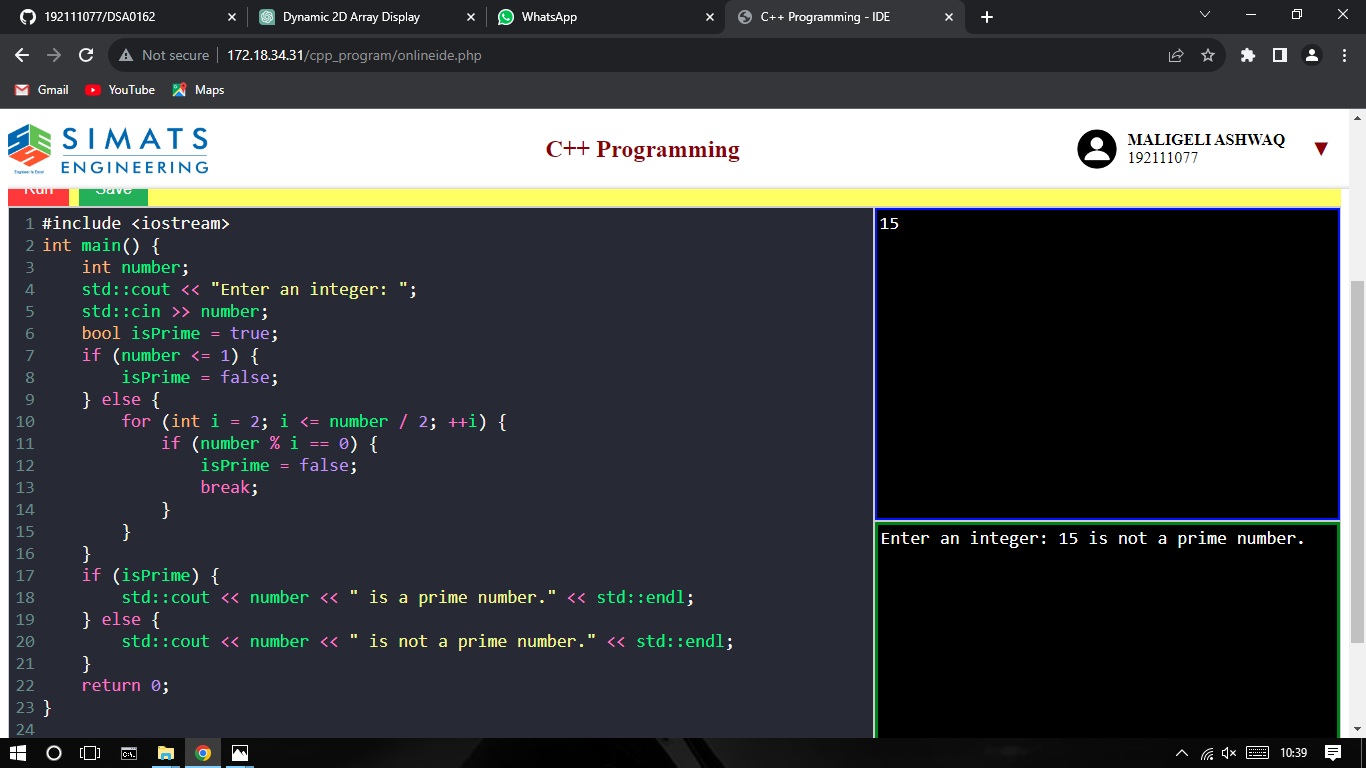 192111077/DSA0162
Dynamic 2D Array Display
WhatsApp
C++ Programming - IDE
Not secure
172.18.34.31/cpp_program/onlineide.php
Gmail
YouTube
Maps
SIMATS
ENGINEERING
Engineer to Excel
C++ Programming
MALIGELI ASHWAQ
192111077
Run
Save
1 #include <iostream>
2 int main() {
3     int number;
4     std::cout << "Enter an integer: ";
5     std::cin >> number;
6     bool isPrime = true;
7     if (number <= 1) {
8         isPrime = false;
9     } else {
10         for (int i = 2; i <= number / 2; ++i) {
11             if (number % i == 0) {
12                 isPrime = false;
13                 break;
14             }
15         }
16     }
17     if (isPrime) {
18         std::cout << number << " is a prime number." << std::endl;
19     } else {
20         std::cout << number << " is not a prime number." << std::endl;
21     }
22     return 0;
23 }
24
15
Enter an integer: 15 is not a prime number.
10:39